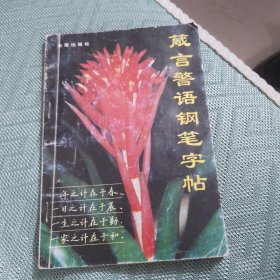 箴言警语钢笔字帖
一年之计在于春.
一日之计在于晨.
一生之计在于勤.
一家之计在于和.